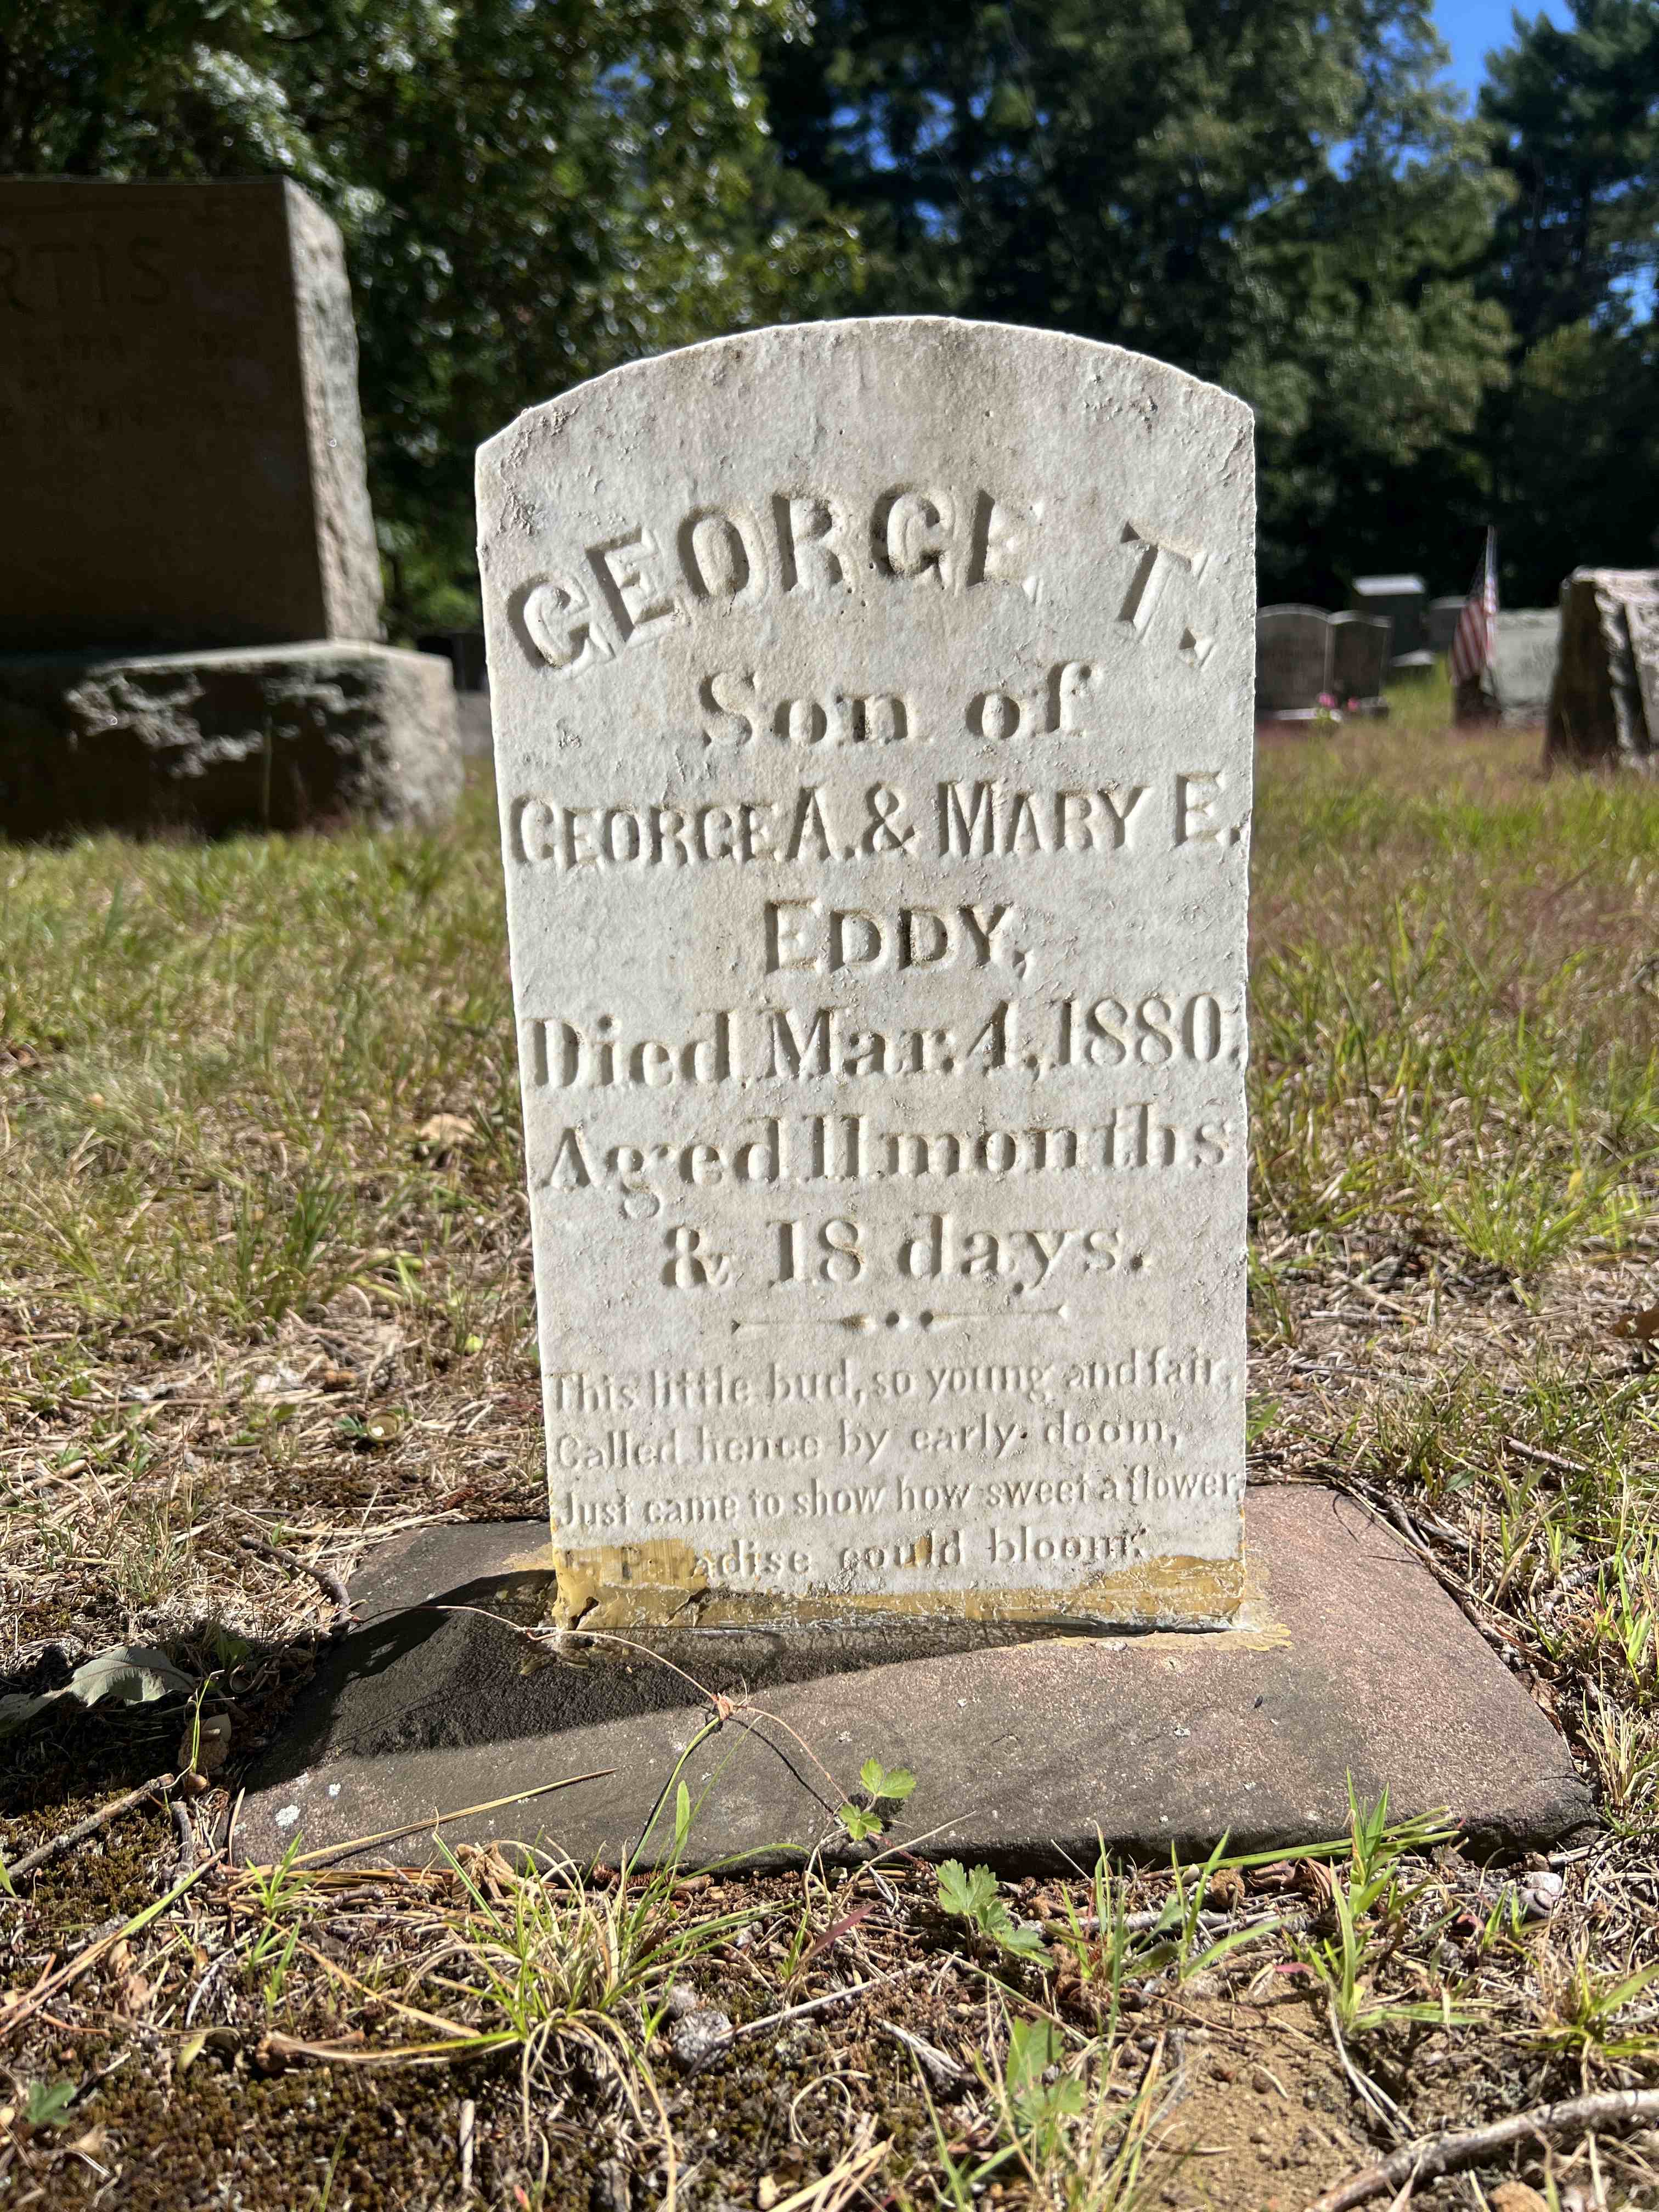 RTIS
GEORGE T.
Son of
GEORGE A. & MARY E.
EDDY,
Died Mar. 4, 1880,
Aged 11 months
& 18 days.
This little bud, so young and fair,
Called hence by early doom,
Just came to show how sweet a flower,
Paradise could bloom.